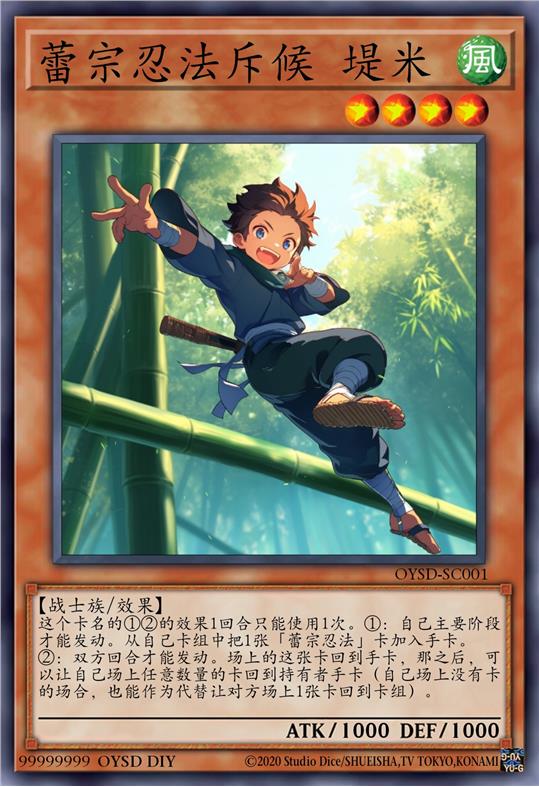 蕾宗忍法斥候 堤米
風
OYSD-SC001
【战士族/效果】
这个卡名的①②的效果1回合只能使用1次。①：自己主要阶段
才能发动。从自己卡组中把1张「蕾宗忍法」卡加入手卡。
②：双方回合才能发动。场上的这张卡回到手卡，那之后，可
以让自己场上任意数量的卡回到持有者手卡（自己场上没有卡
的场合，也能作为代替让对方场上1张卡回到卡组）。
ATK/1000 DEF/1000
99999999 OYSD DIY ©2020 Studio Dice/SHUEISHA,TV TOKYO,KONAMI